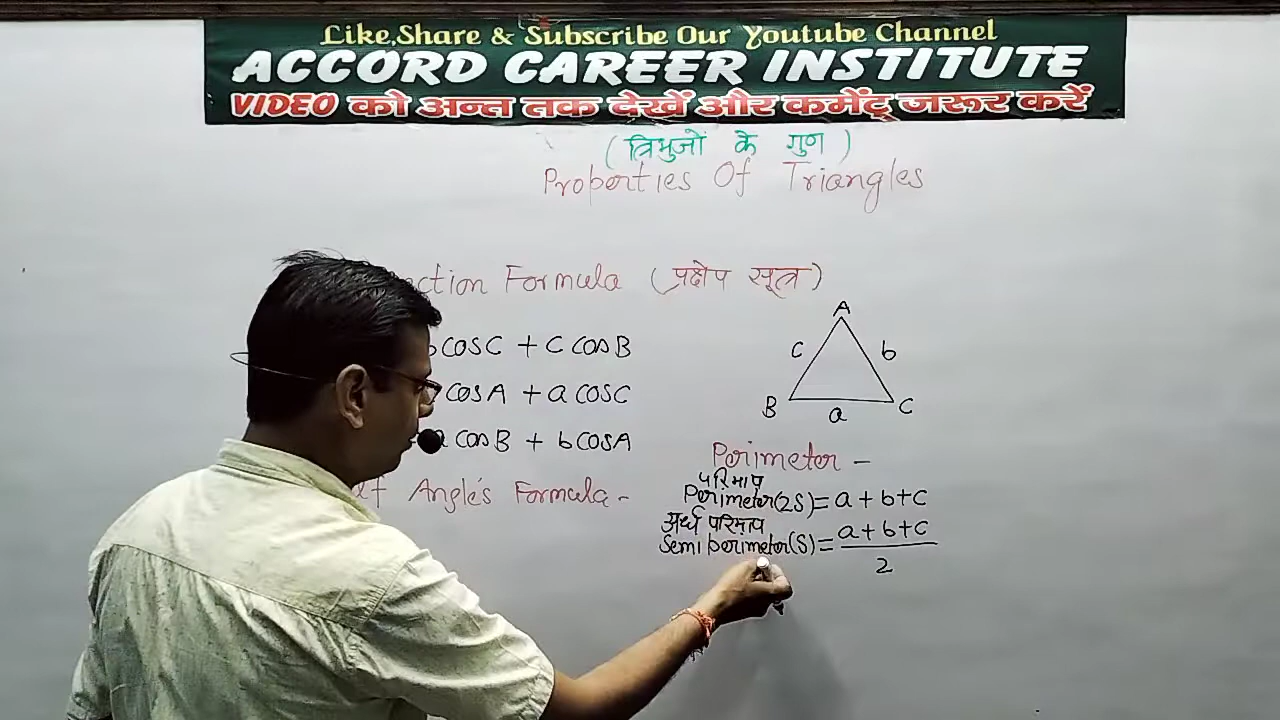 Like,Share & Subscribe Our Youtube Channel
ACCORD CAREER INSTITUTE
VIDEO को अन्त तक देखें और कमेंट् जरूर करें
(त्रिभुजों के गुण)
Properties Of Triangles
Formula (प्रक्षेप सूत्र)
cosC + c cosB
cosA + a cosC
cosB + b cosA
Angle's Formula-
A
c b
B a C
Perimeter -
परिमाप
Perimeter(2S) = a+b+c
अर्ध परिमाप
Semi perimeter(S) = a+b+c
2